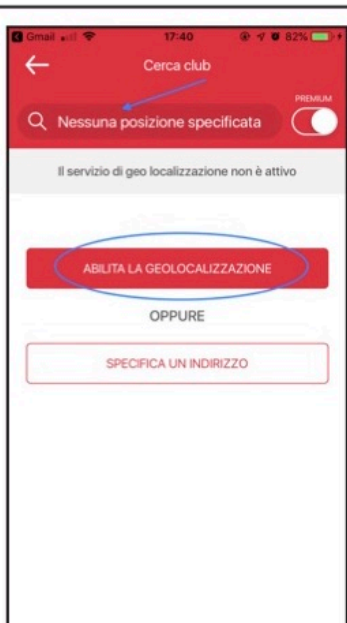 Gmail 17:40 82%
Cerca club
PREMIUM
Nessuna posizione specificata
Il servizio di geo localizzazione non è attivo
ABILITA LA GEOLOCALIZZAZIONE
OPPURE
SPECIFICA UN INDIRIZZO